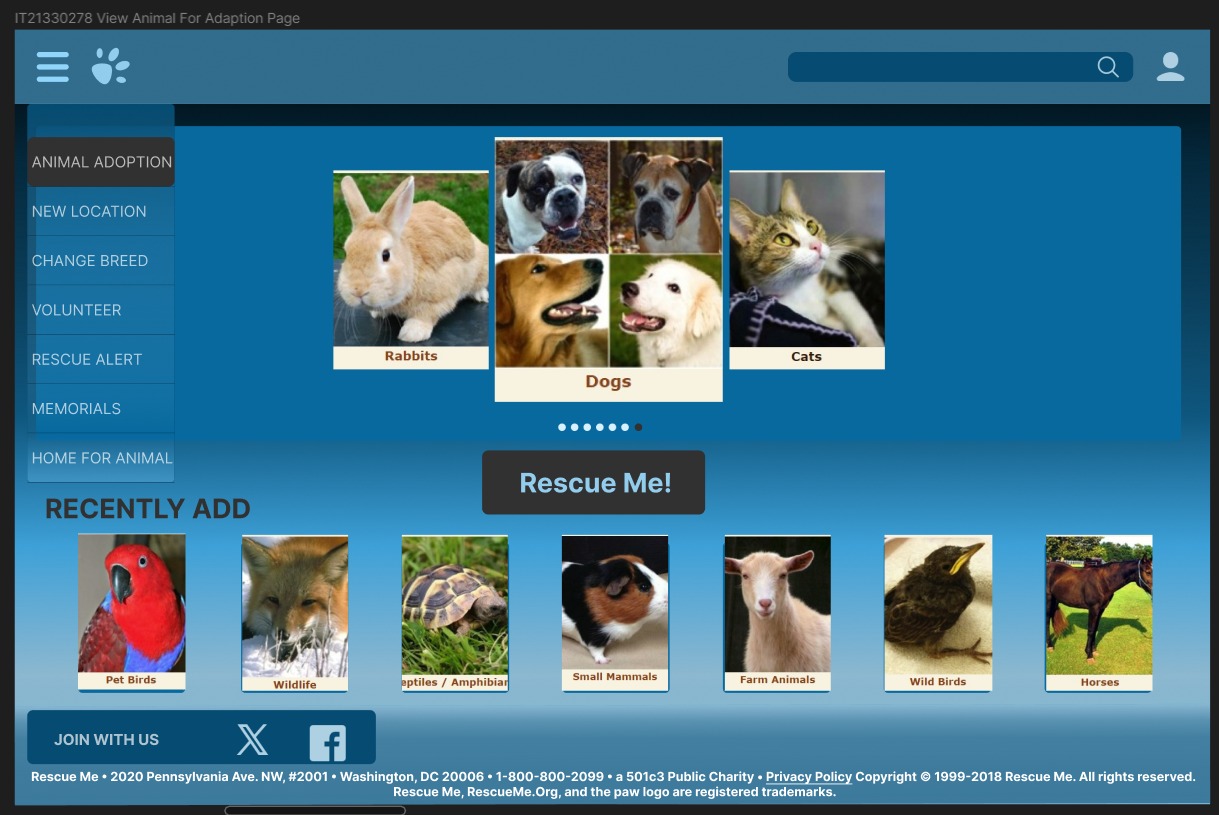 IT21330278 View Animal For Adaption Page
ANIMAL ADOPTION
NEW LOCATION
CHANGE BREED
VOLUNTEER
RESCUE ALERT
MEMORIALS
HOME FOR ANIMAL
Rabbits
Dogs
Cats
Rescue Me!
RECENTLY ADD
Pet Birds
Wildlife
eptiles / Amphibian
Small Mammals
Farm Animals
Wild Birds
Horses
JOIN WITH US
Rescue Me • 2020 Pennsylvania Ave. NW, #2001 • Washington, DC 20006 • 1-800-800-2099 • a 501c3 Public Charity • Privacy Policy Copyright © 1999-2018 Rescue Me. All rights reserved.
Rescue Me, RescueMe.Org, and the paw logo are registered trademarks.